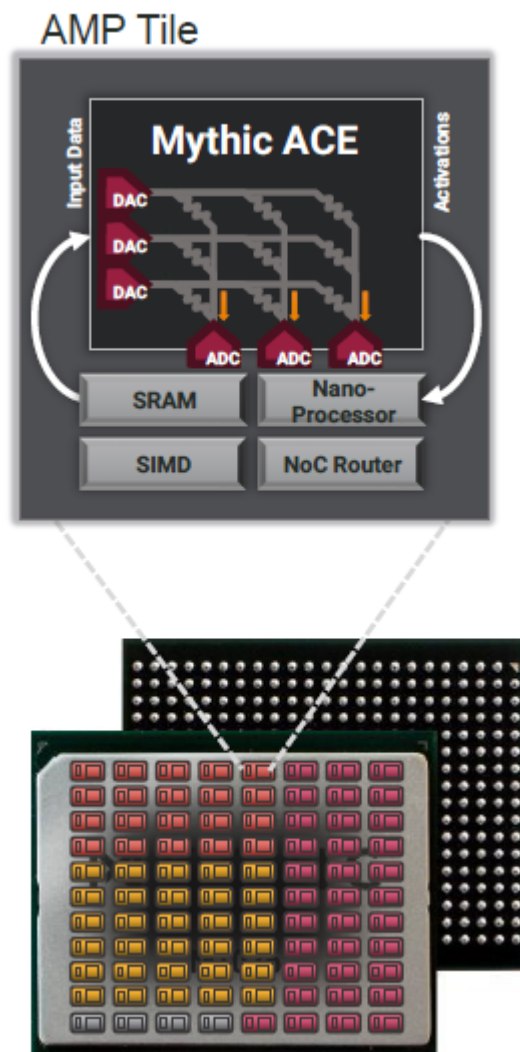 AMP Tile
Mythic ACE
Input Data
Activations
DAC
DAC
DAC
ADC
ADC
ADC
SRAM
Nano-
Processor
SIMD
NoC Router